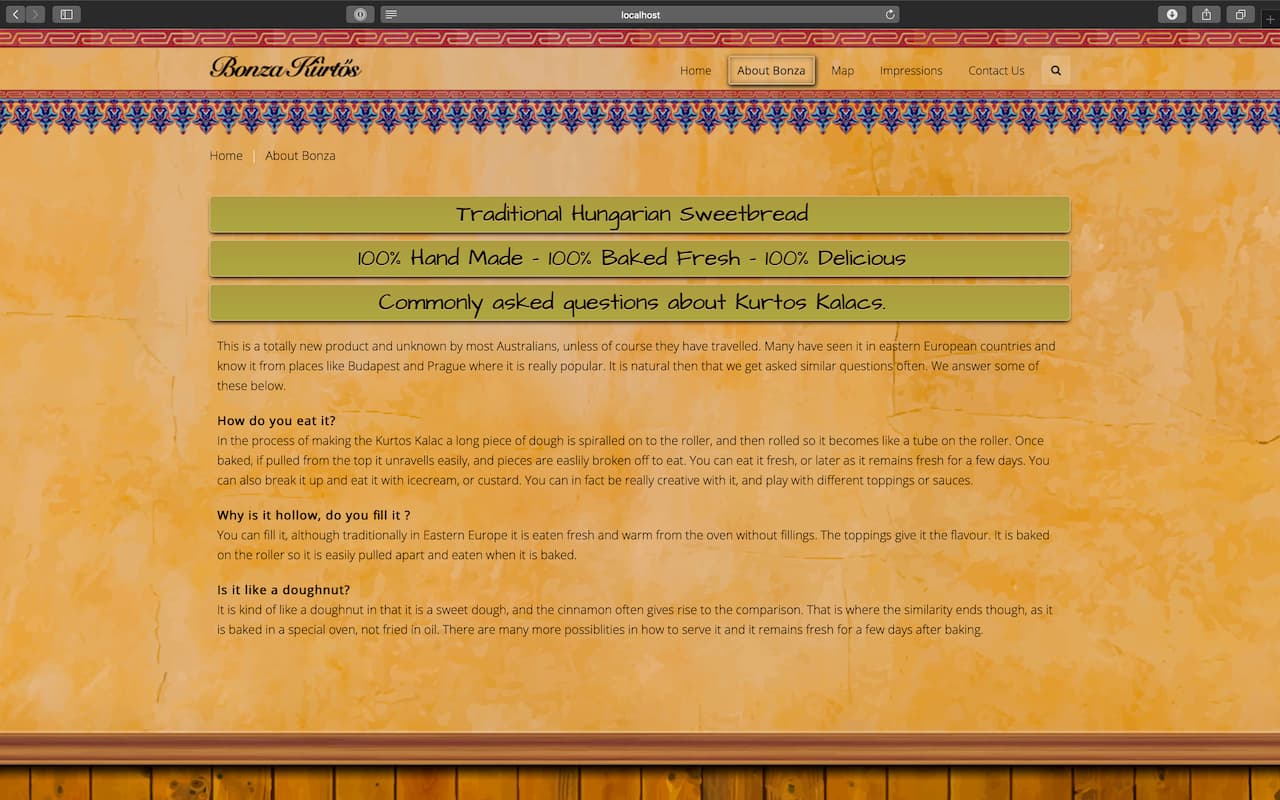 localhost
Bonza Kűrtős
Home About Bonza Map Impressions Contact Us
Home | About Bonza
Traditional Hungarian Sweetbread
100% Hand Made - 100% Baked Fresh - 100% Delicious
Commonly asked questions about Kurtos Kalacs.
This is a totally new product and unknown by most Australians, unless of course they have travelled. Many have seen it in eastern European countries and
know it from places like Budapest and Prague where it is really popular. It is natural then that we get asked similar questions often. We answer some of
these below.
How do you eat it?
In the process of making the Kurtos Kalac a long piece of dough is spiralled on to the roller, and then rolled so it becomes like a tube on the roller. Once
baked, if pulled from the top it unravells easily, and pieces are easlily broken off to eat. You can eat it fresh, or later as it remains fresh for a few days. You
can also break it up and eat it with icecream, or custard. You can in fact be really creative with it, and play with different toppings or sauces.
Why is it hollow, do you fill it ?
You can fill it, although traditionally in Eastern Europe it is eaten fresh and warm from the oven without fillings. The toppings give it the flavour. It is baked
on the roller so it is easily pulled apart and eaten when it is baked.
Is it like a doughnut?
It is kind of like a doughnut in that it is a sweet dough, and the cinnamon often gives rise to the comparison. That is where the similarity ends though, as it
is baked in a special oven, not fried in oil. There are many more possiblities in how to serve it and it remains fresh for a few days after baking.